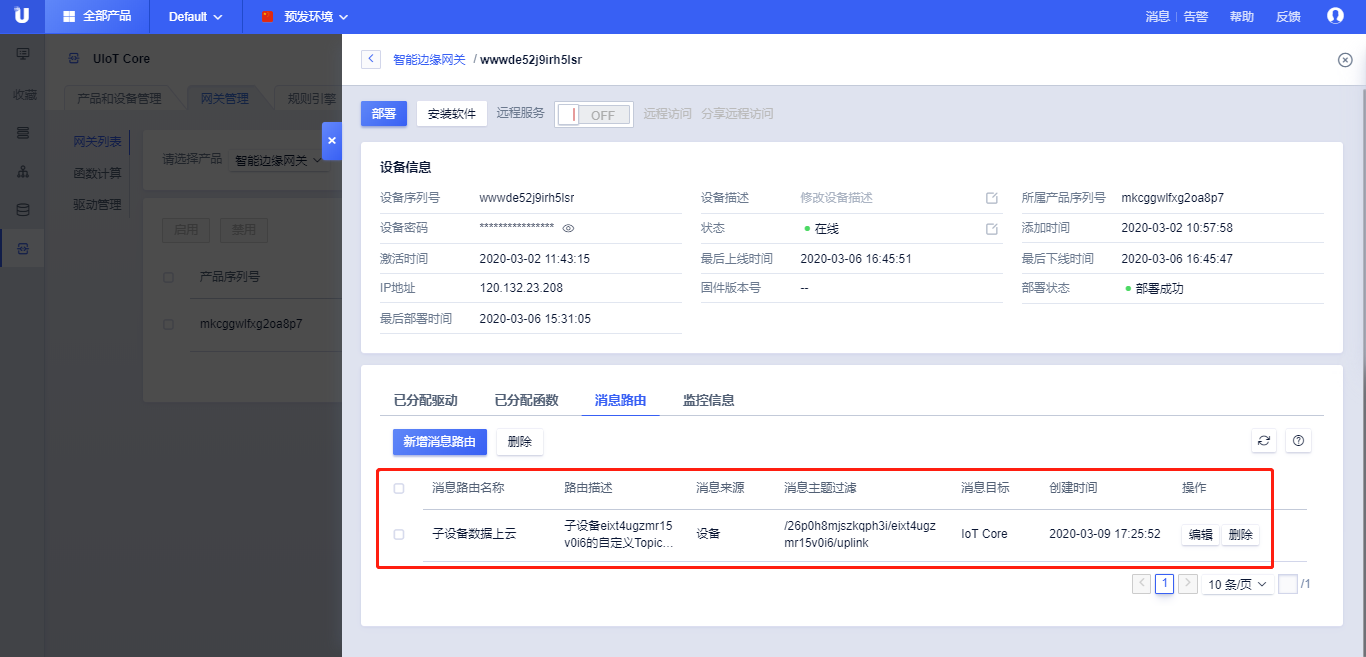 全部产品 Default 预发环境 消息 告警 帮助 反馈
UIoT Core
智能边缘网关 / wwwde52j9irh5lsr
收藏
产品和设备管理 网关管理 规则引擎
部署 安装软件 远程服务 OFF 远程访问 分享远程访问
网关列表
函数计算
驱动管理
请选择产品 智能边缘网关
启用 禁用
产品序列号
mkcggwlfxg2oa8p7
设备信息
设备序列号 wwwde52j9irh5lsr 设备描述 修改设备描述 所属产品序列号 mkcggwlfxg2oa8p7
设备密码 **************** 状态 在线 添加时间 2020-03-02 10:57:58
激活时间 2020-03-02 11:43:15 最后上线时间 2020-03-06 16:45:51 最后下线时间 2020-03-06 16:45:47
IP地址 120.132.23.208 固件版本号 -- 部署状态 部署成功
最后部署时间 2020-03-06 15:31:05
已分配驱动 已分配函数 消息路由 监控信息
新增消息路由 删除
消息路由名称 路由描述 消息来源 消息主题过滤 消息目标 创建时间 操作
子设备数据上云 子设备eixt4ugzmr15 设备 /26p0h8mjszkqph3i/eixt4ugz IoT Core 2020-03-09 17:25:52 编辑 删除
v0i6的自定义Topic... mr15v0i6/uplink
1 10 条/页 /1